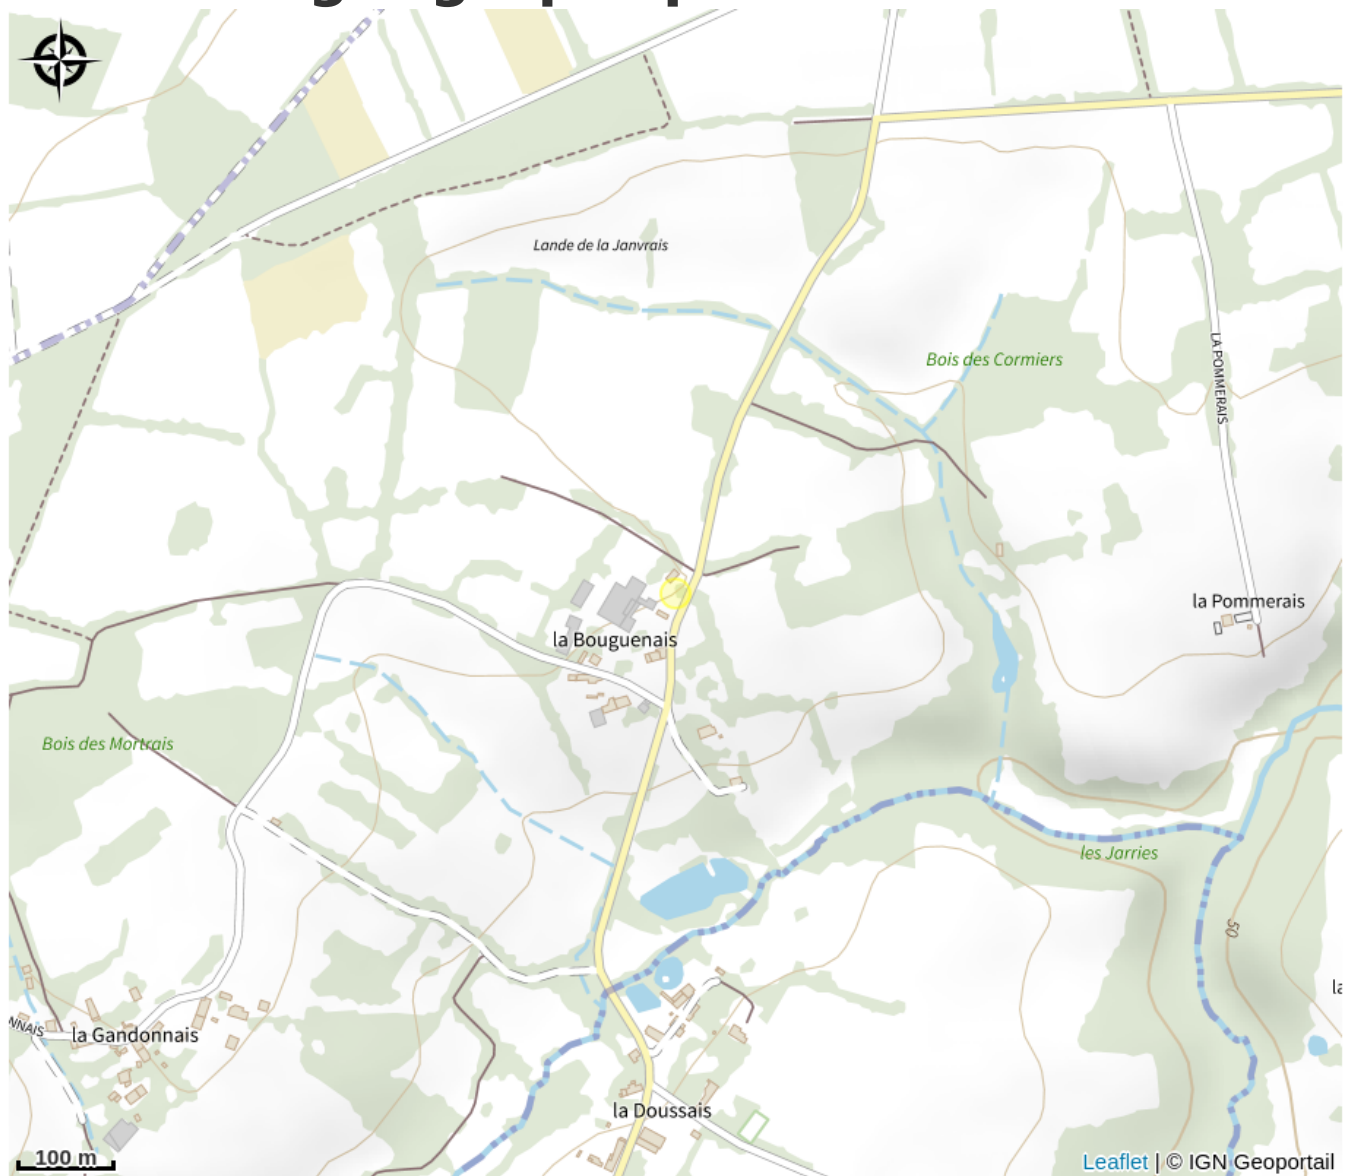 Lande de la Janvrais
Bois des Cormiers
LA POMMERAIS
la Pommerais
la Bouguenais
Bois des Mortrais
les Jarries
50
la Gandonnais
la Doussais
100 m
Leaflet | © IGN Geoportail